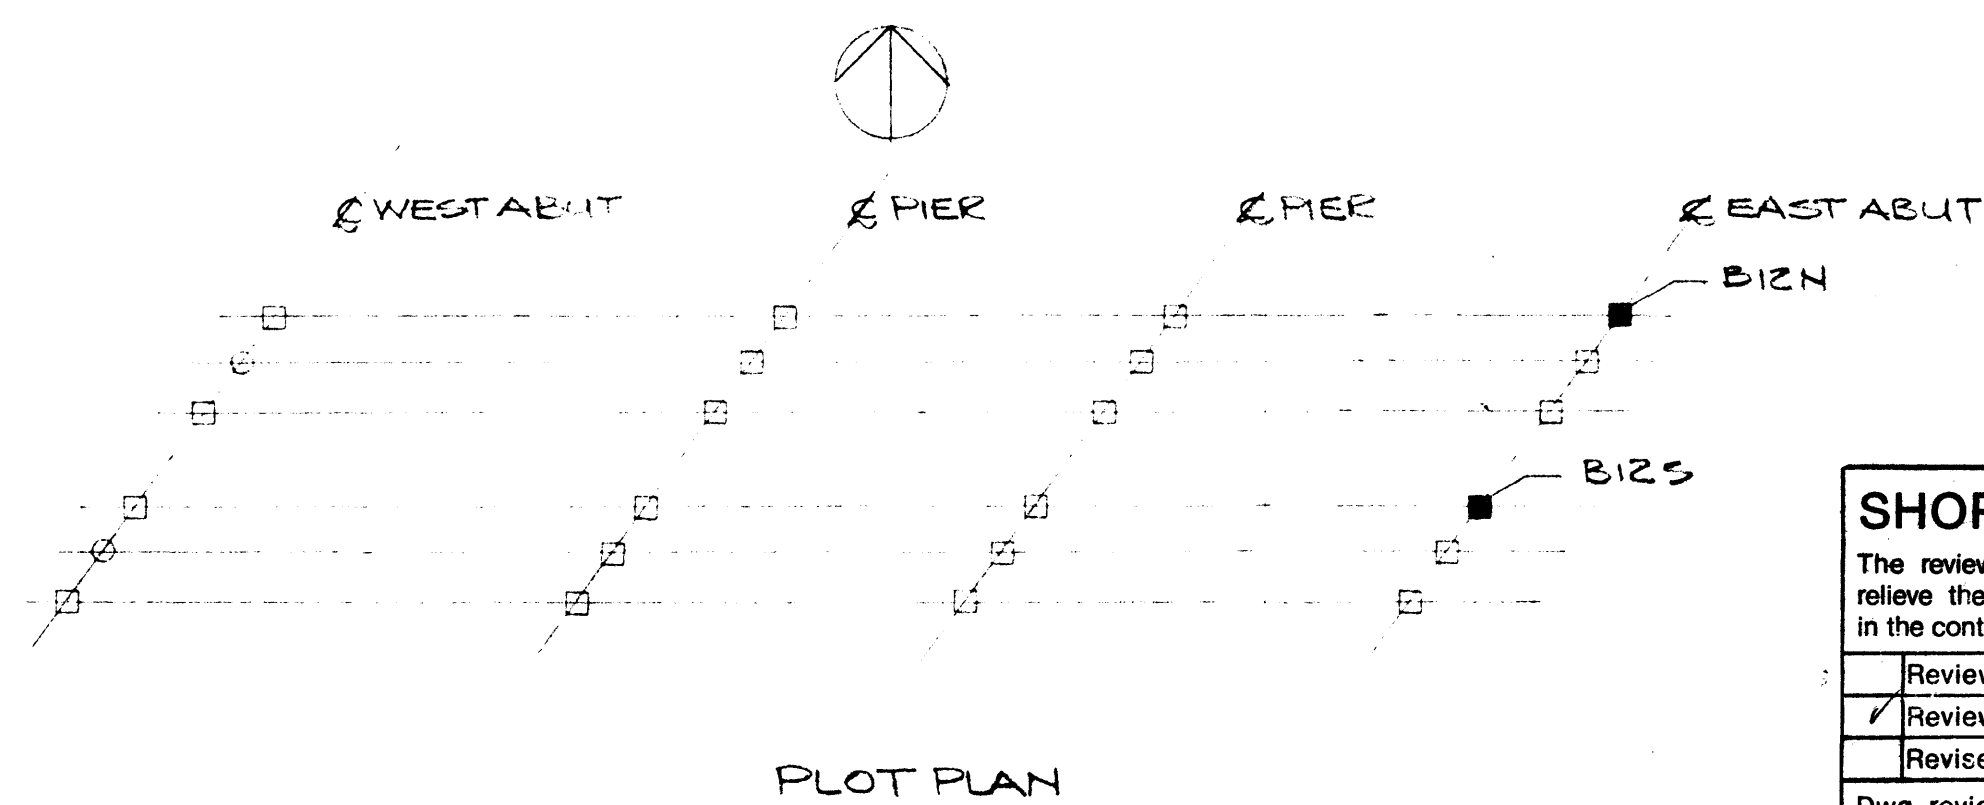 ℄ WEST ABUT
℄ PIER
℄ PIER
℄ EAST ABUT
B12N
B12S
SHOP
The review
relieve the
in the cont
Review
✓ Review
Revise
Dwg. revie
PLOT PLAN